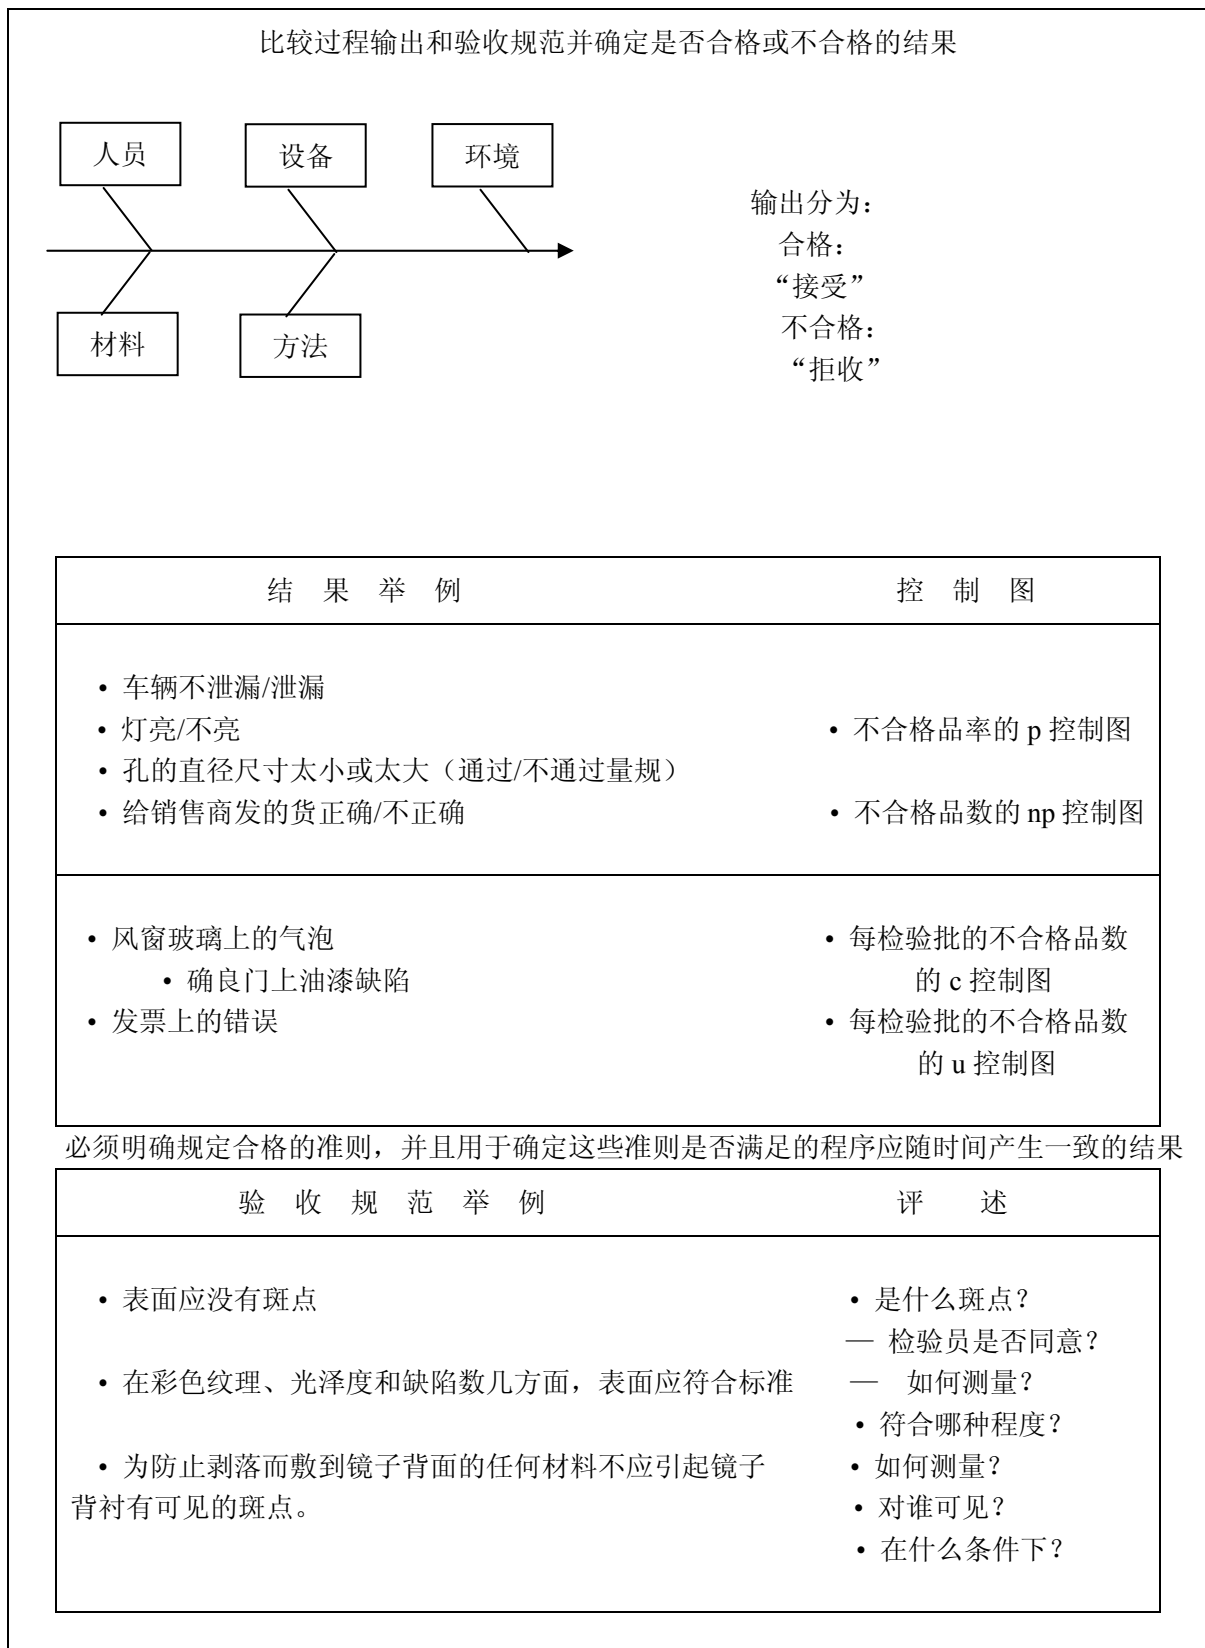 比较过程输出和验收规范并确定是否合格或不合格的结果
人员
设备
环境
材料
方法
输出分为：
合格：
“接受”
不合格：
“拒收”
结 果 举 例
控 制 图
• 车辆不泄漏/泄漏
• 灯亮/不亮
• 孔的直径尺寸太小或太大（通过/不通过量规）
• 给销售商发的货正确/不正确
• 不合格品率的 p 控制图
• 不合格品数的 np 控制图
• 风窗玻璃上的气泡
• 确良门上油漆缺陷
• 发票上的错误
• 每检验批的不合格品数
的 c 控制图
• 每检验批的不合格品数
的 u 控制图
必须明确规定合格的准则，并且用于确定这些准则是否满足的程序应随时间产生一致的结果
验 收 规 范 举 例
评 述
• 表面应没有斑点
• 在彩色纹理、光泽度和缺陷数几方面，表面应符合标准
• 为防止剥落而敷到镜子背面的任何材料不应引起镜子
背衬有可见的斑点。
• 是什么斑点？
— 检验员是否同意？
— 如何测量？
• 符合哪种程度？
• 如何测量？
• 对谁可见？
• 在什么条件下？